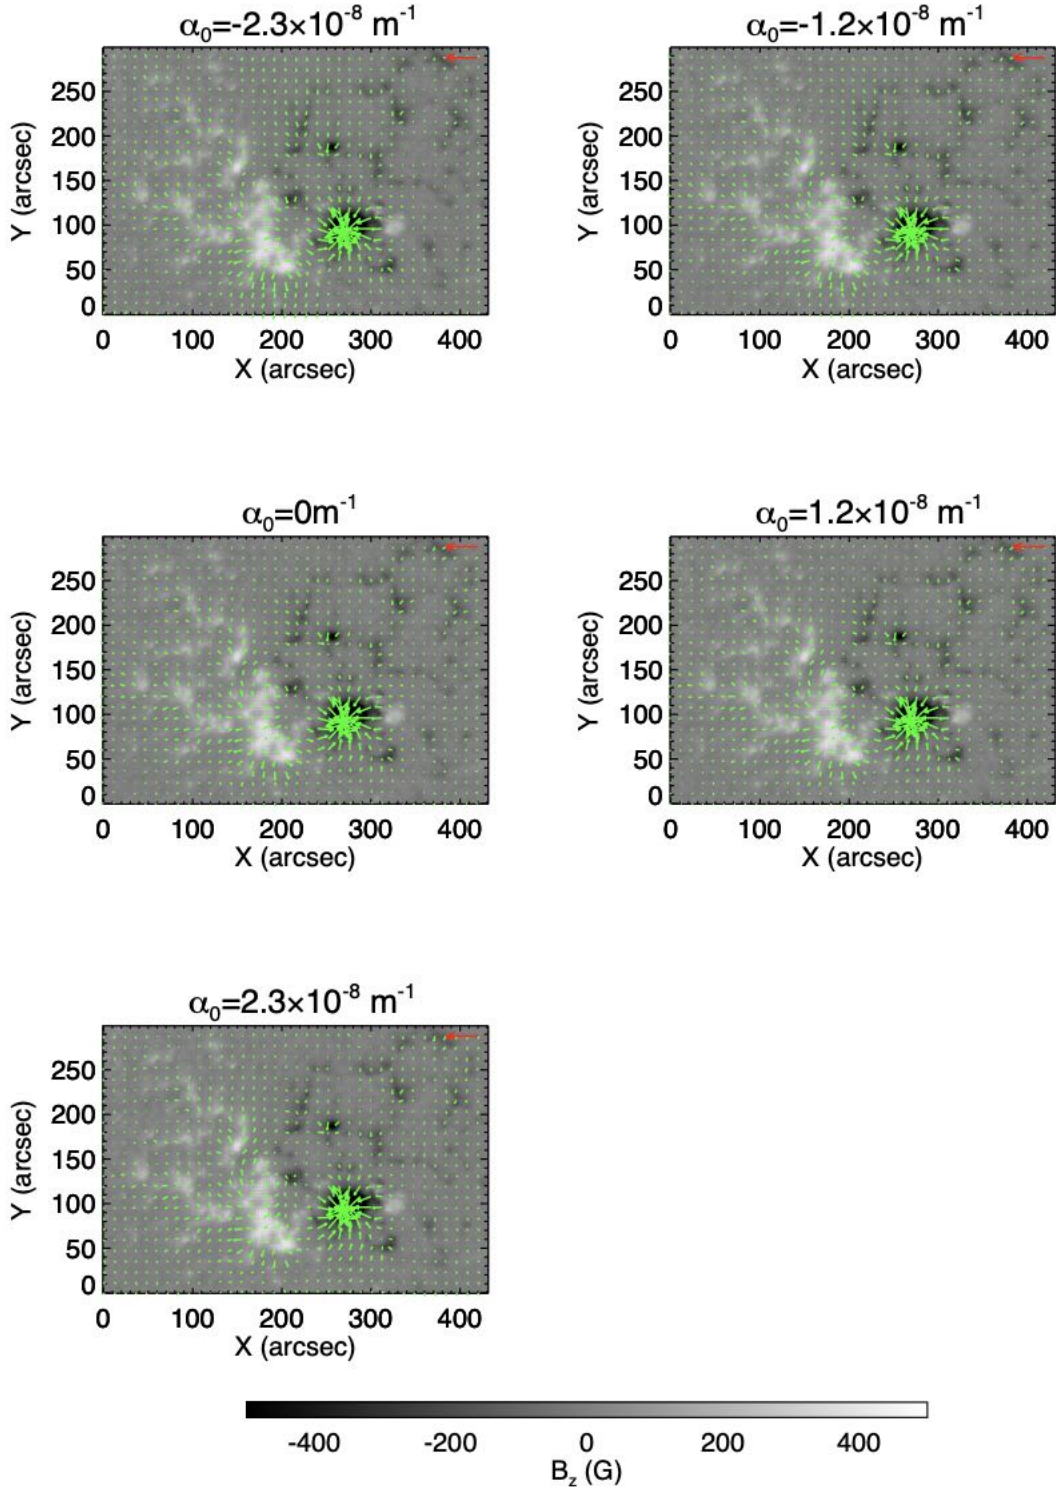 α₀=-2.3×10⁻⁸ m⁻¹
α₀=-1.2×10⁻⁸ m⁻¹
250
200
150
100
50
0
Y (arcsec)
0 100 200 300 400
X (arcsec)
250
200
150
100
50
0
Y (arcsec)
0 100 200 300 400
X (arcsec)
α₀=0m⁻¹
α₀=1.2×10⁻⁸ m⁻¹
250
200
150
100
50
0
Y (arcsec)
0 100 200 300 400
X (arcsec)
250
200
150
100
50
0
Y (arcsec)
0 100 200 300 400
X (arcsec)
α₀=2.3×10⁻⁸ m⁻¹
250
200
150
100
50
0
Y (arcsec)
0 100 200 300 400
X (arcsec)
-400 -200 0 200 400
B_z (G)